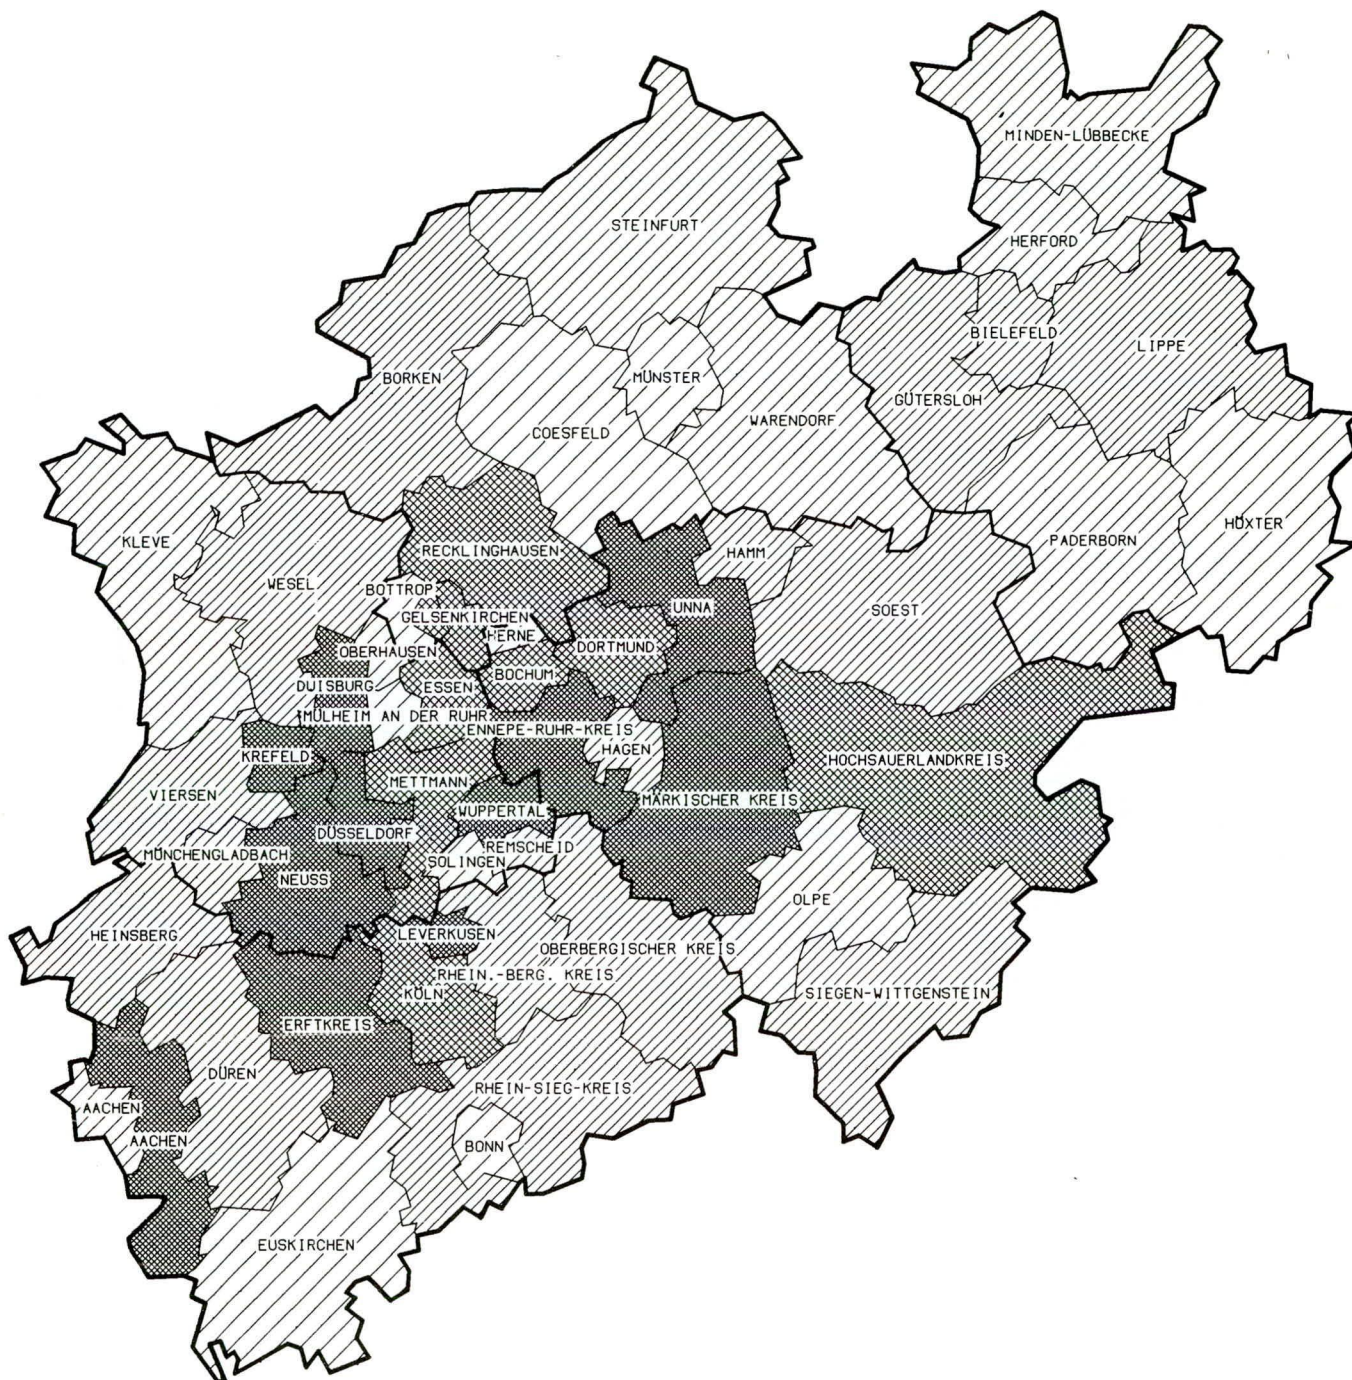 MINDEN-LÜBBECKE
STEINFURT
HERFORD
BIELEFELD
LIPPE
BORKEN
MÜNSTER
GÜTERSLOH
WARENDORF
COESFELD
HÖXTER
KLEVE
PADERBORN
RECKLINGHAUSEN
HAMM
WESEL
BOTTROP
UNNA
SOEST
GELSENKIRCHEN
HERNE
OBERHAUSEN
DORTMUND
BOCHUM
DUISBURG
ESSEN
MÜLHEIM AN DER RUHR
ENNEPE-RUHR-KREIS
HAGEN
KREFELD
HOCHSAUERLANDKREIS
METTMANN
VIERSEN
MÄRKISCHER KREIS
WUPPERTAL
DÜSSELDORF
REMSCHEID
MÜNCHENGLADBACH
SOLINGEN
NEUSS
OLPE
HEINSBERG
LEVERKUSEN
OBERBERGISCHER KREIS
RHEIN.-BERG. KREIS
KÖLN
SIEGEN-WITTGENSTEIN
ERFTKREIS
DÜREN
RHEIN-SIEG-KREIS
AACHEN
AACHEN
BONN
EUSKIRCHEN